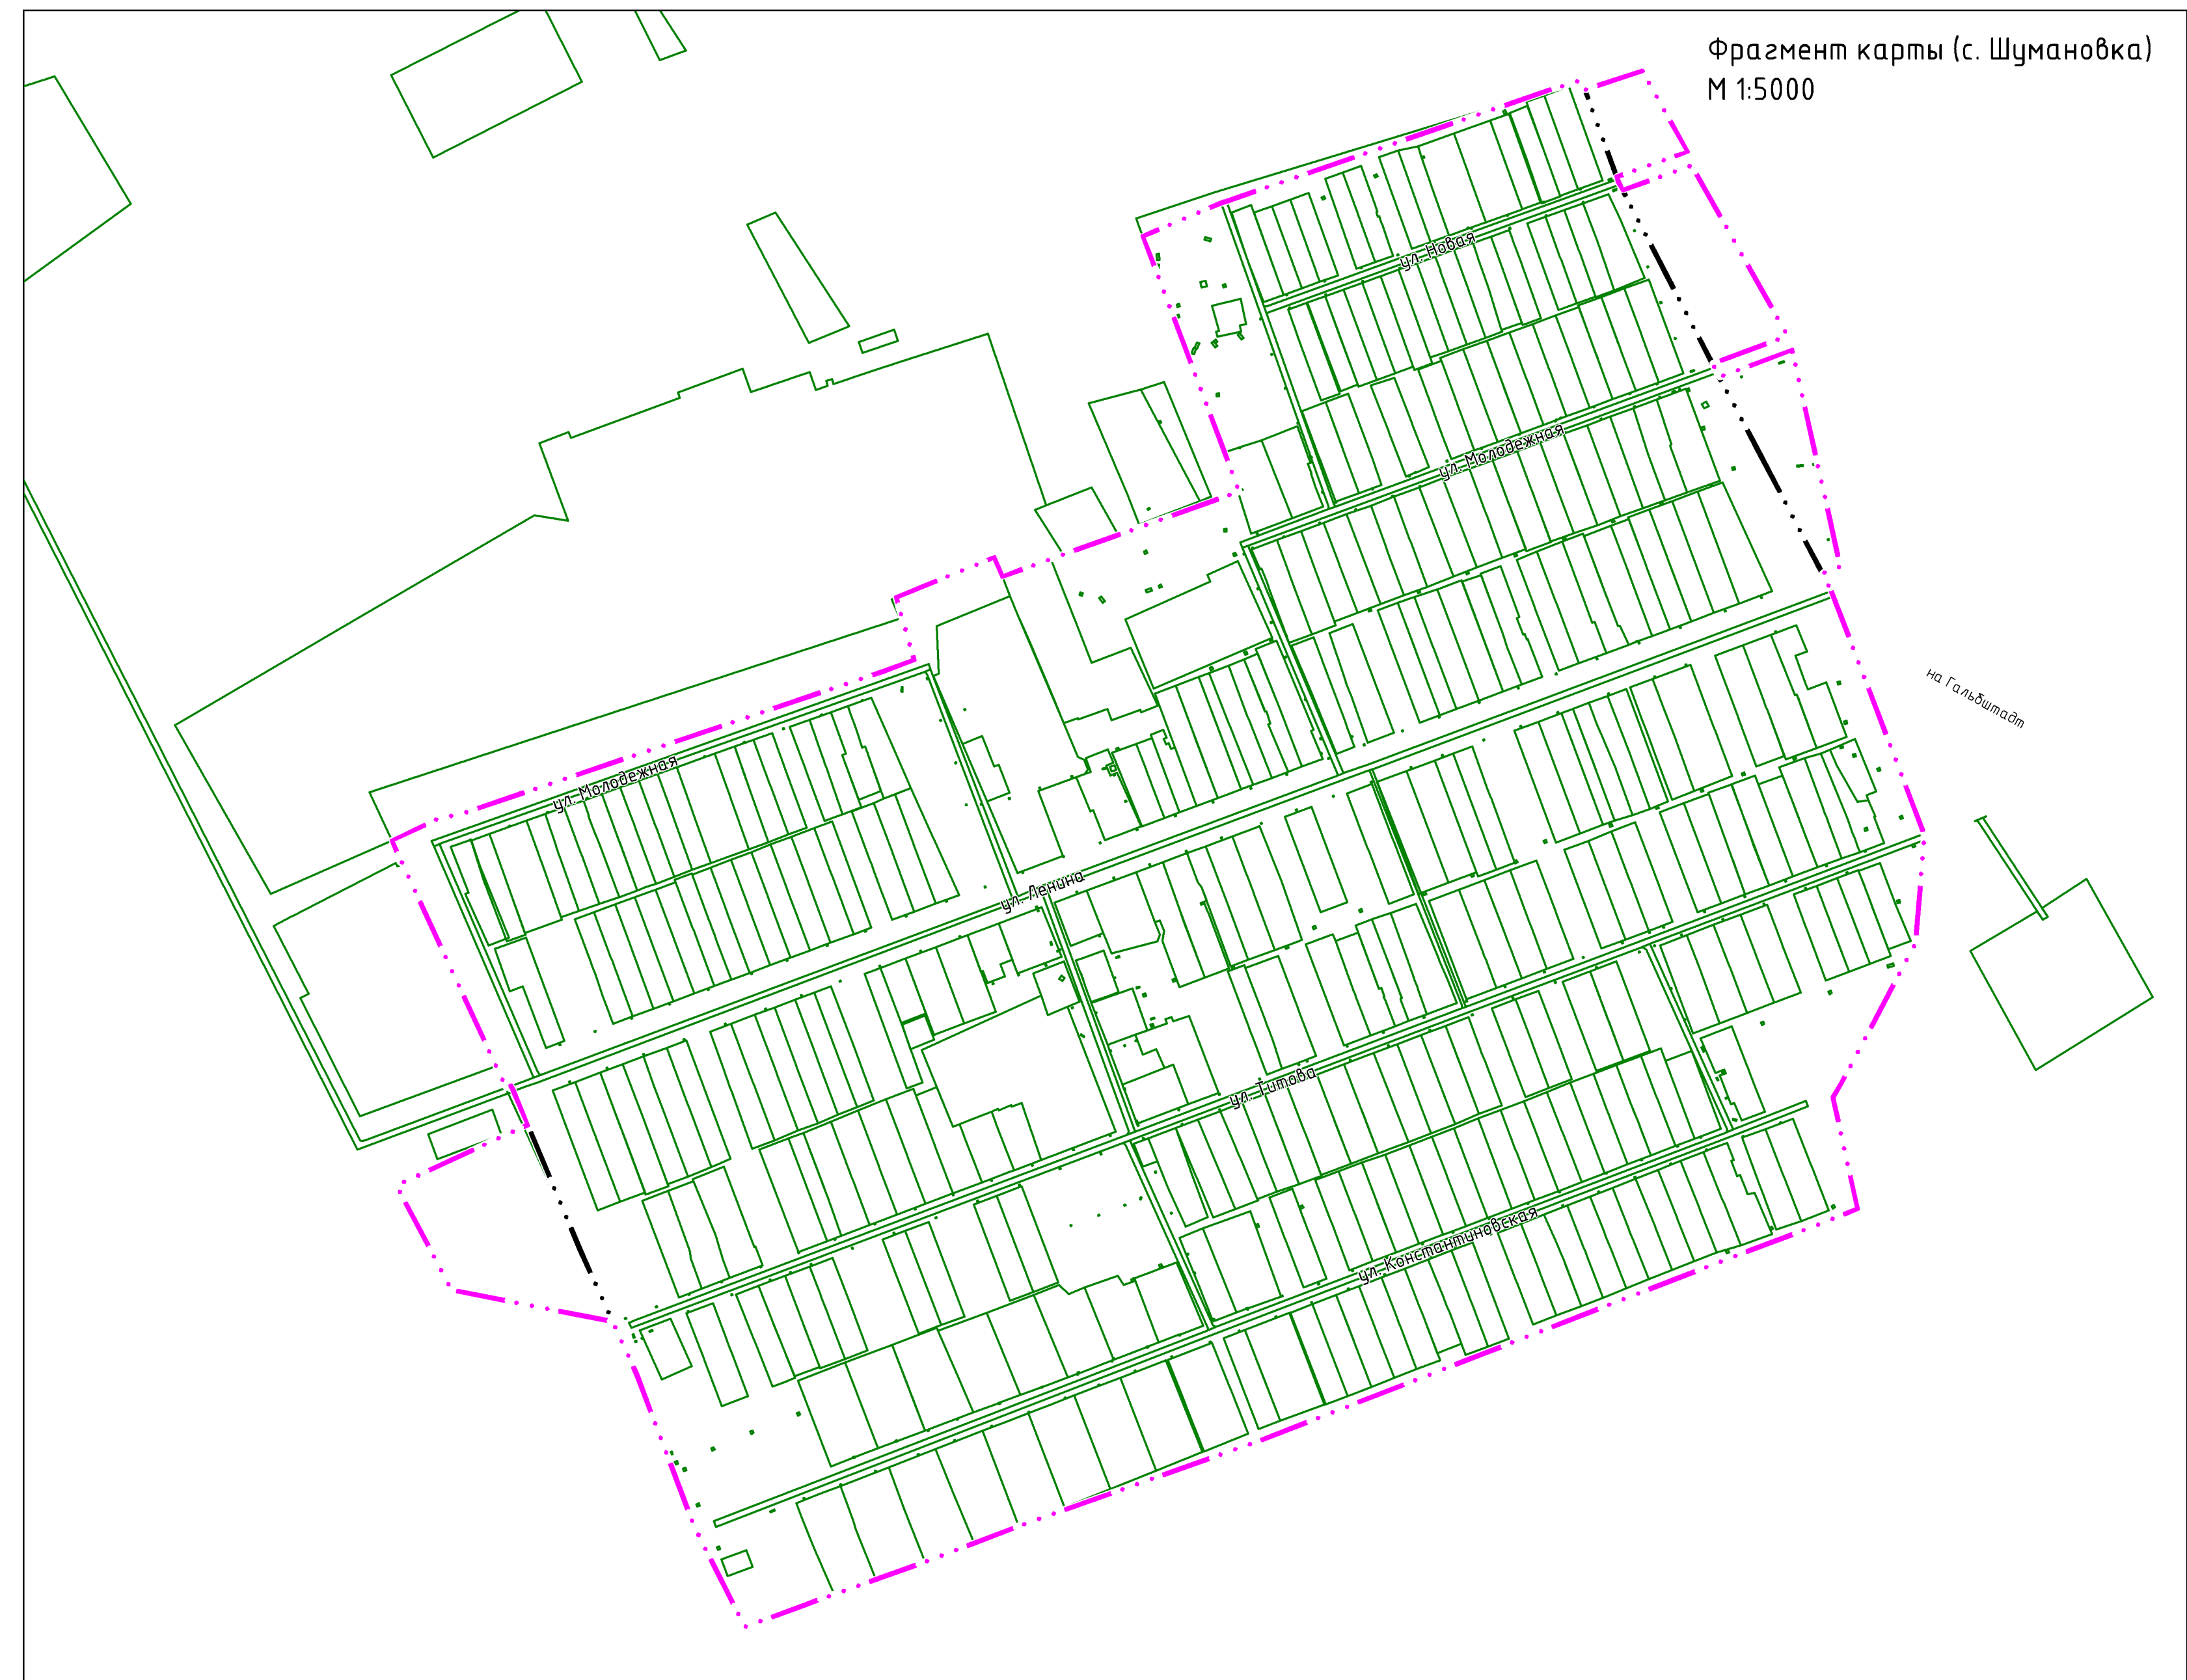 Фрагмент карты (с. Шумановка)
М 1:5000
ул. Новая
ул. Молодежная
на Гальбштадт
ул. Молодежная
ул. Ленина
ул. Титова
ул. Константиновская